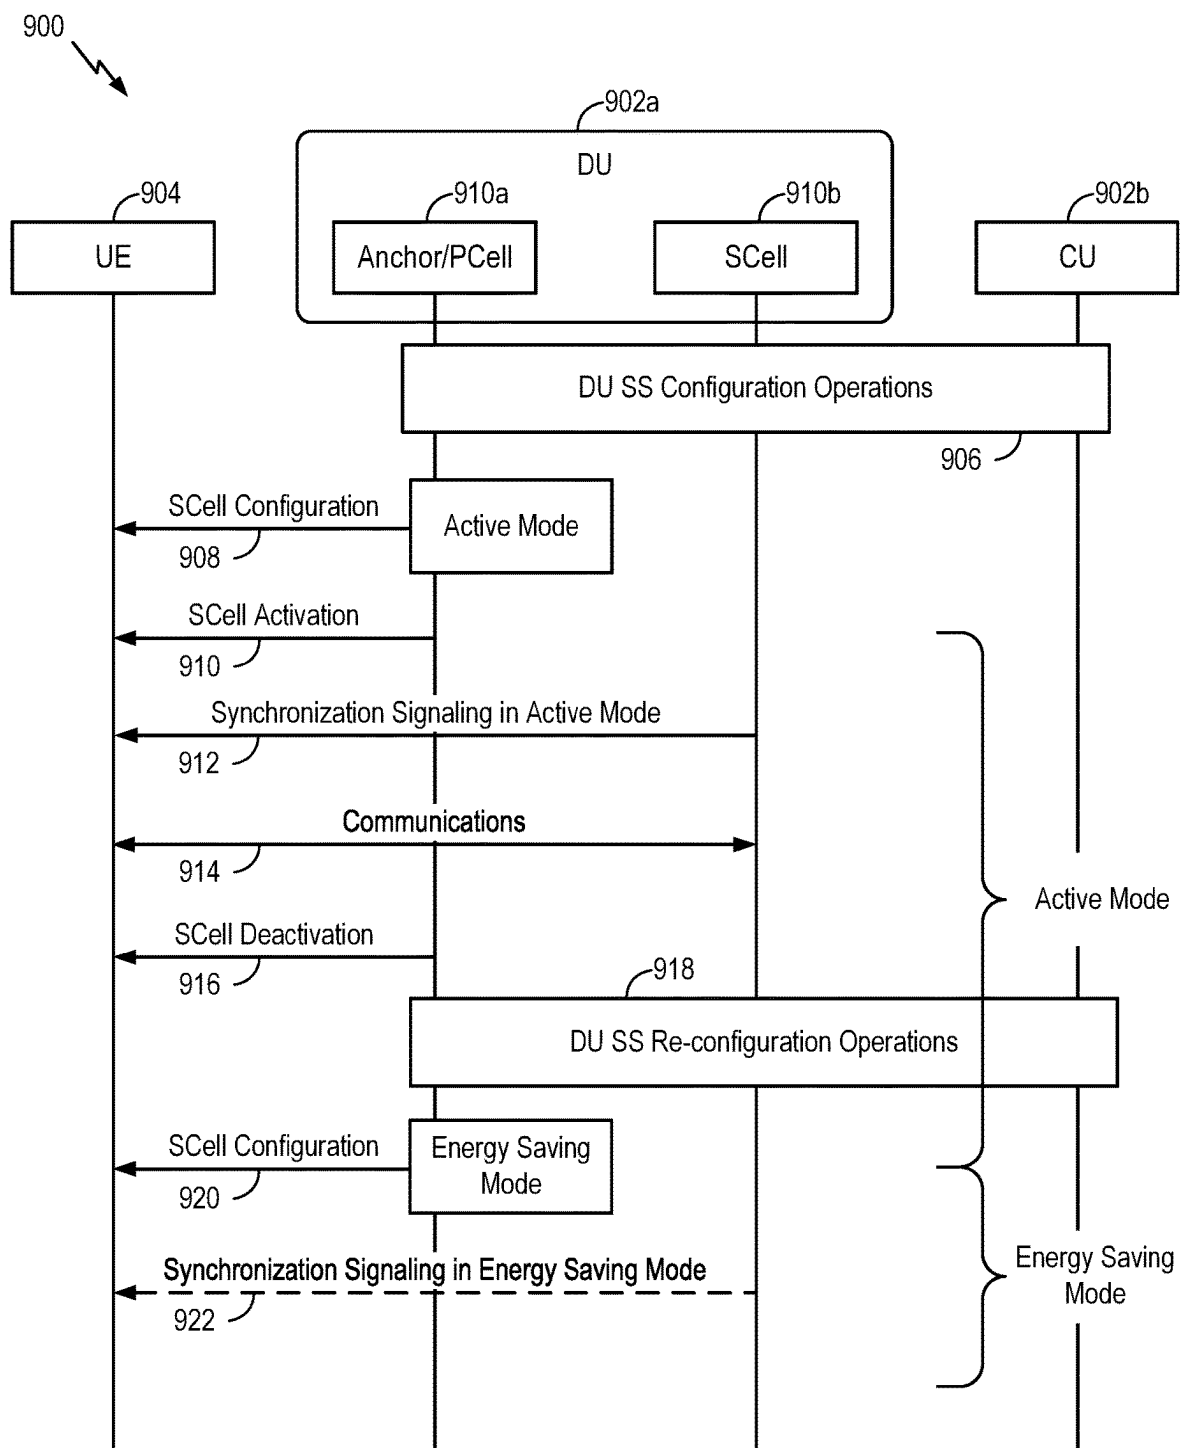 900
902a
DU
904
910a
910b
902b
UE
Anchor/PCell
SCell
CU
DU SS Configuration Operations
906
SCell Configuration
Active Mode
908
SCell Activation
910
Synchronization Signaling in Active Mode
912
Communications
914
Active Mode
SCell Deactivation
916
918
DU SS Re-configuration Operations
SCell Configuration
Energy Saving
Mode
920
Synchronization Signaling in Energy Saving Mode
922
Energy Saving
Mode